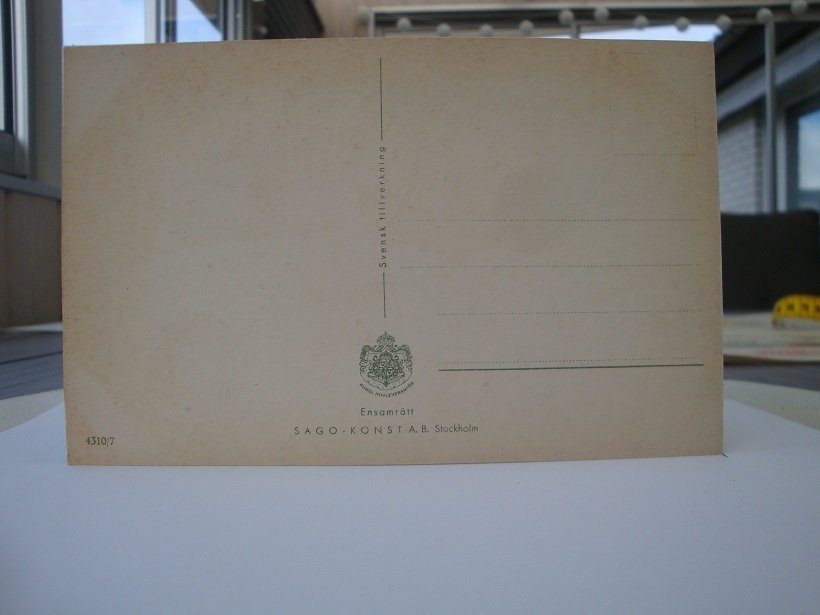 Svensk tillverkning
KUNGL. HOVLEVERANTÖR
Ensamrätt
SAGO-KONST A.B. Stockholm
4310/7